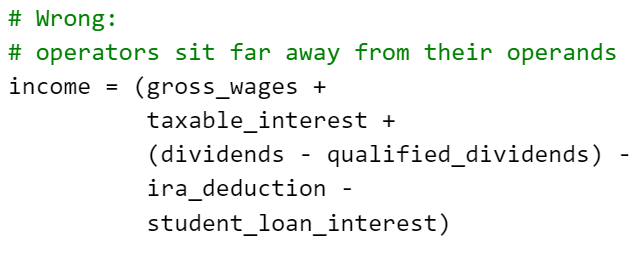 # Wrong:
# operators sit far away from their operands
income = (gross_wages +
          taxable_interest +
          (dividends - qualified_dividends) -
          ira_deduction -
          student_loan_interest)